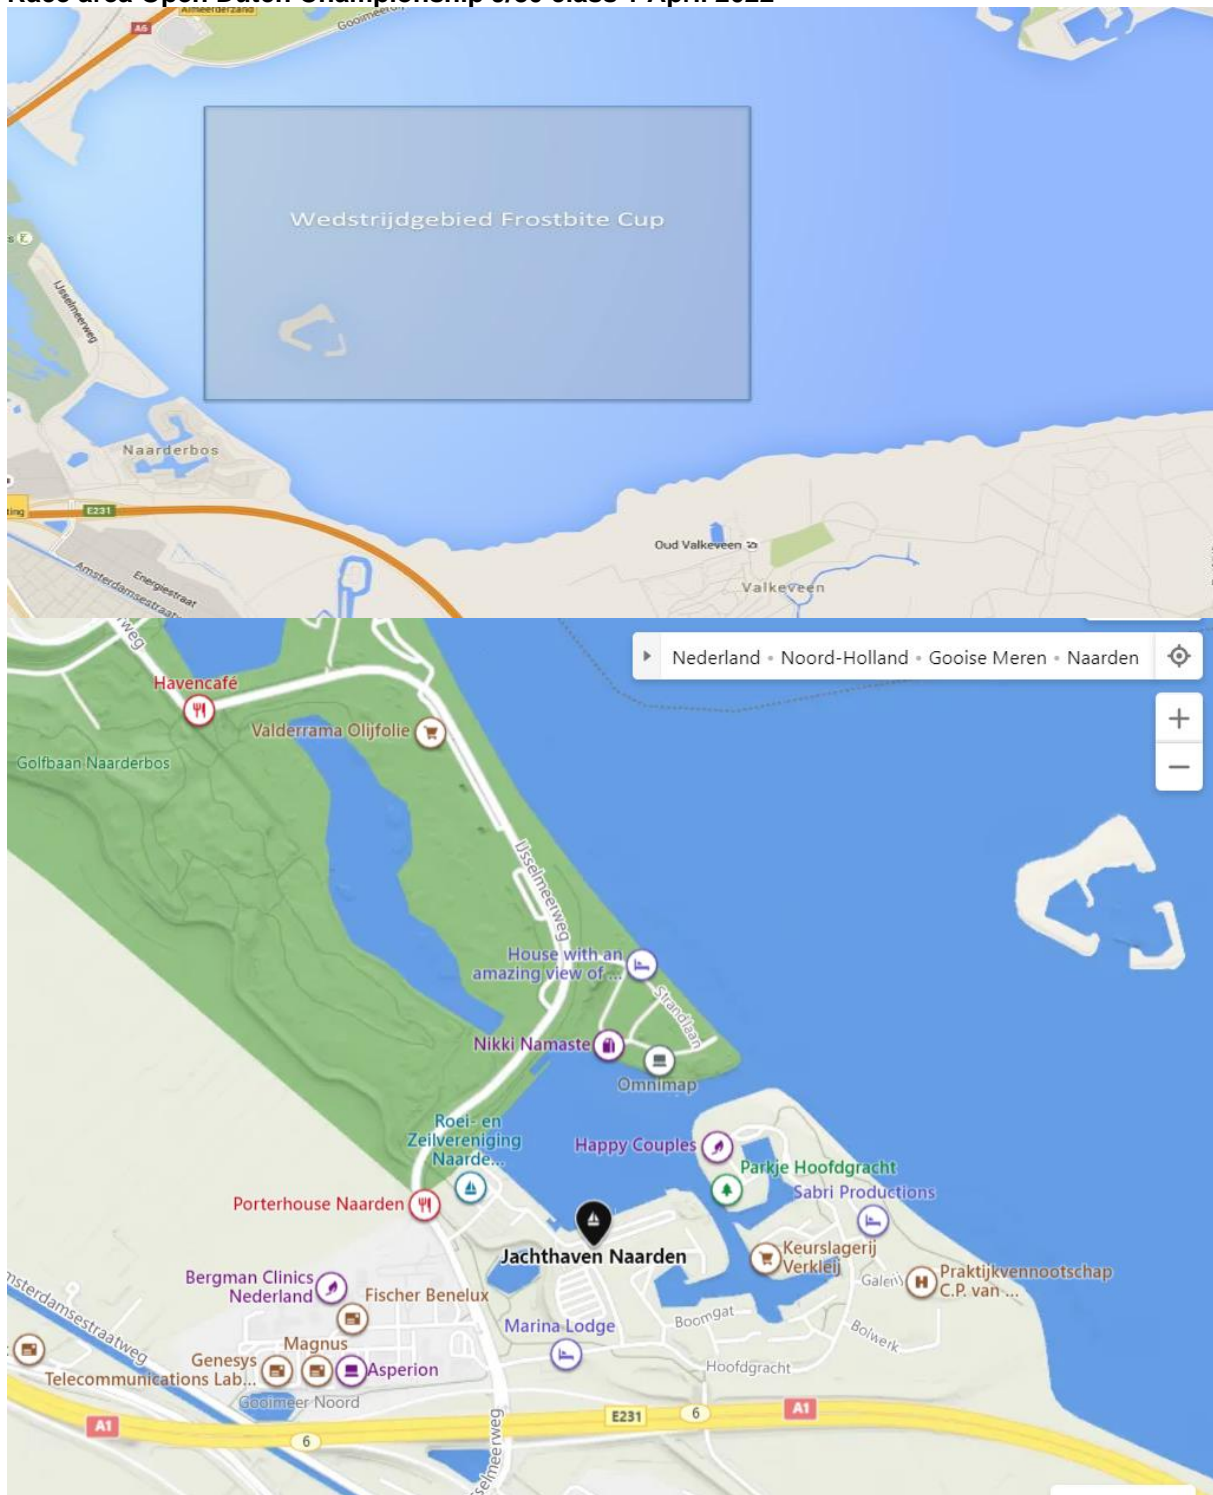 A6
Almeerderzand
Wedstrijdgebied Frostbite Cup
IJsselmeerweg
Naarderbos
E231
Oud Valkeveen
Amsterdamsestraat
Energiestraat
Valkeveen
Nederland • Noord-Holland • Gooise Meren • Naarden
Havencafé
Valderrama Olijfolie
Golfbaan Naarderbos
IJsselmeerweg
House with an
amazing view of ...
Strandlaan
Nikki Namaste
Omnimap
Roei- en
Zeilvereniging
Naarde...
Happy Couples
Parkje Hoofdgracht
Sabri Productions
Porterhouse Naarden
Jachthaven Naarden
Keurslagerij
Verkleij
Praktijkvennootschap
C.P. van ...
Bergman Clinics
Nederland
Fischer Benelux
Marina Lodge
Boomgat
Bolwerk
Magnus
Genesys
Telecommunications Lab...
Asperion
Hoofdgracht
Gooimeer Noord
A1
6
E231
6
A1